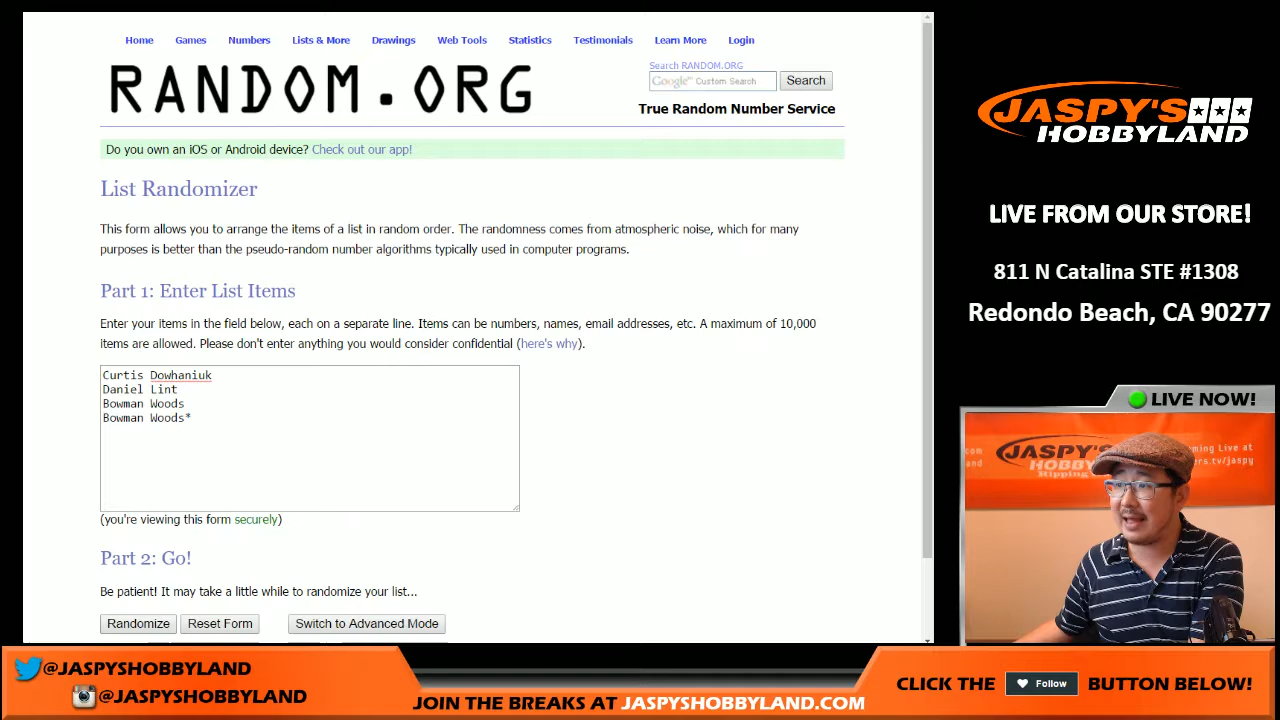 Home Games Numbers Lists & More Drawings Web Tools Statistics Testimonials Learn More Login
RANDOM.ORG
Search RANDOM.ORG
Google Custom Search Search
True Random Number Service
Do you own an iOS or Android device? Check out our app!
List Randomizer
This form allows you to arrange the items of a list in random order. The randomness comes from atmospheric noise, which for many
purposes is better than the pseudo-random number algorithms typically used in computer programs.
Part 1: Enter List Items
Enter your items in the field below, each on a separate line. Items can be numbers, names, email addresses, etc. A maximum of 10,000
items are allowed. Please don't enter anything you would consider confidential (here's why).
Curtis Dowhaniuk
Daniel Lint
Bowman Woods
Bowman Woods*
(you're viewing this form securely)
Part 2: Go!
Be patient! It may take a little while to randomize your list...
Randomize Reset Form Switch to Advanced Mode
JASPY'S
HOBBYLAND
LIVE FROM OUR STORE!
811 N Catalina STE #1308
Redondo Beach, CA 90277
LIVE NOW!
JASPY'S
HOBBYLAND
@JASPYSHOBBYLAND
@JASPYSHOBBYLAND
JOIN THE BREAKS AT JASPYSHOBBYLAND.COM
CLICK THE Follow BUTTON BELOW!